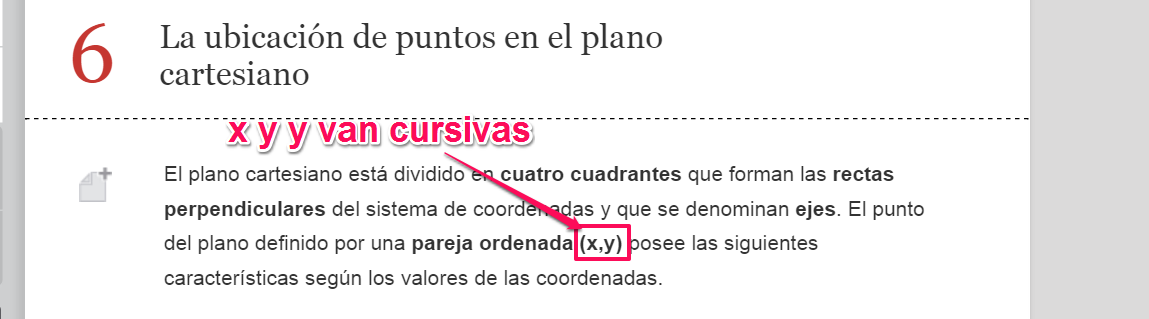 6
La ubicación de puntos en el plano
cartesiano
x y y van cursivas
El plano cartesiano está dividido en cuatro cuadrantes que forman las rectas
perpendiculares del sistema de coordenadas y que se denominan ejes. El punto
del plano definido por una pareja ordenada (x,y) posee las siguientes
características según los valores de las coordenadas.